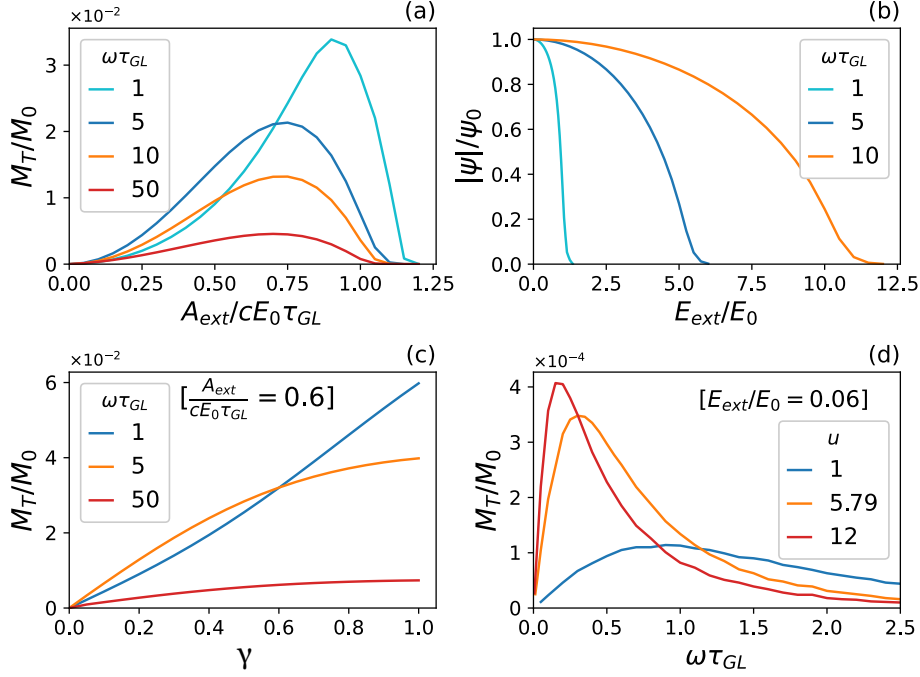 (a)
×10⁻²
M_T/M_0
3
2
1
0
ωτ_GL
1
5
10
50
0.00 0.25 0.50 0.75 1.00 1.25
A_ext/cE_0τ_GL
(b)
|ψ|/ψ_0
1.0
0.8
0.6
0.4
0.2
0.0
ωτ_GL
1
5
10
0.0 2.5 5.0 7.5 10.0 12.5
E_ext/E_0
(c)
×10⁻²
M_T/M_0
6
4
2
0
ωτ_GL
1
5
50
[A_ext/cE_0τ_GL = 0.6]
0.0 0.2 0.4 0.6 0.8 1.0
γ
(d)
×10⁻⁴
M_T/M_0
4
3
2
1
0
[E_ext/E_0 = 0.06]
u
1
5.79
12
0.0 0.5 1.0 1.5 2.0 2.5
ωτ_GL